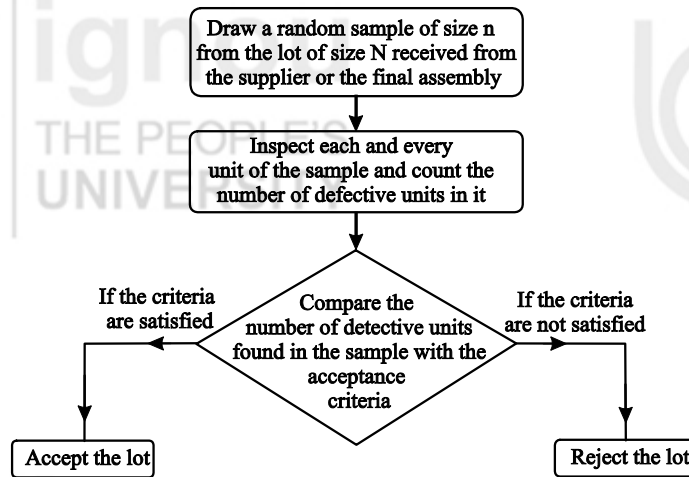 ignou
THE PEOPLE'S
UNIVERSITY
Draw a random sample of size n
from the lot of size N received from
the supplier or the final assembly
Inspect each and every
unit of the sample and count the
number of defective units in it
If the criteria
are satisfied
Compare the
number of detective units
found in the sample with the
acceptance
criteria
If the criteria
are not satisfied
Accept the lot
Reject the lot